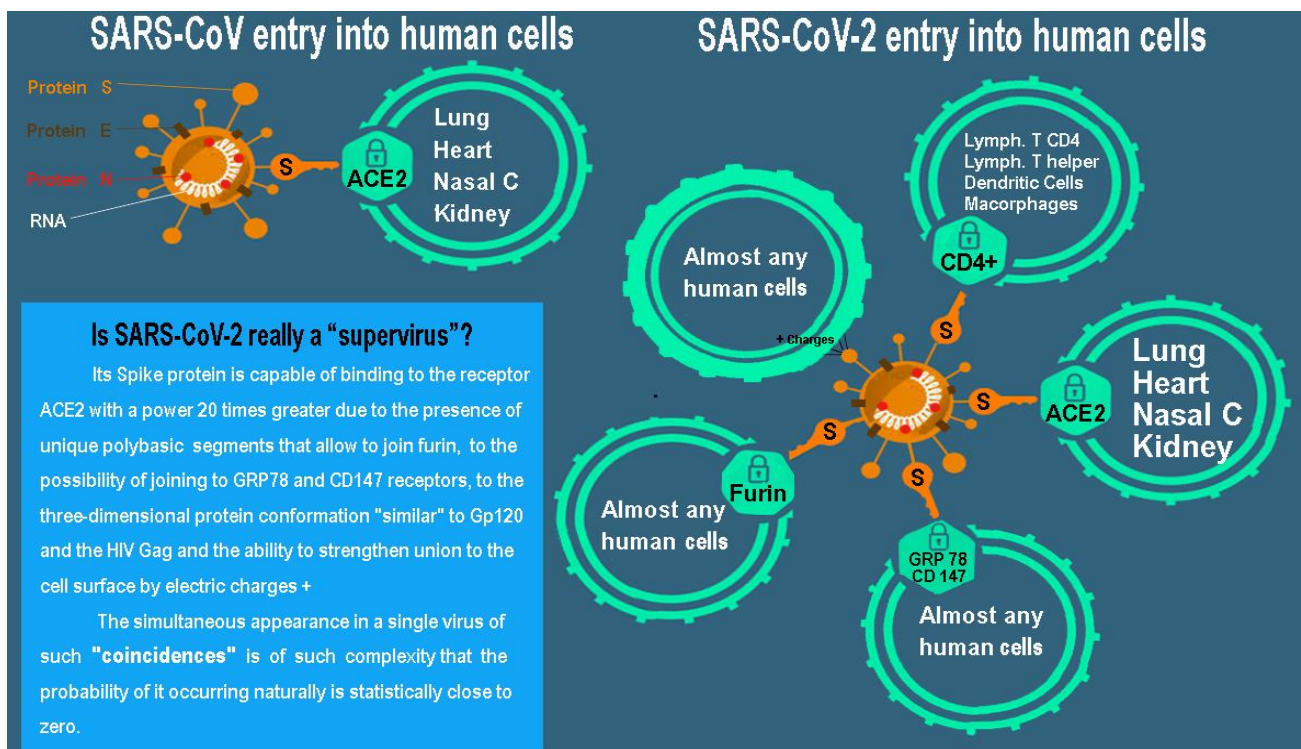 SARS-CoV entry into human cells
Protein S
Protein E
Protein N
RNA
S
ACE2
Lung
Heart
Nasal C
Kidney
Is SARS-CoV-2 really a “supervirus”?
Its Spike protein is capable of binding to the receptor
ACE2 with a power 20 times greater due to the presence of
unique polybasic segments that allow to join furin, to the
possibility of joining to GRP78 and CD147 receptors, to the
three-dimensional protein conformation "similar" to Gp120
and the HIV Gag and the ability to strengthen union to the
cell surface by electric charges +
The simultaneous appearance in a single virus of
such "coincidences" is of such complexity that the
probability of it occurring naturally is statistically close to
zero.
SARS-CoV-2 entry into human cells
Lymph. T CD4
Lymph. T helper
Dendritic Cells
Macorphages
CD4+
S
Almost any
human cells
+ Charges
S
ACE2
Lung
Heart
Nasal C
Kidney
S
Furin
Almost any
human cells
S
GRP 78
CD 147
Almost any
human cells